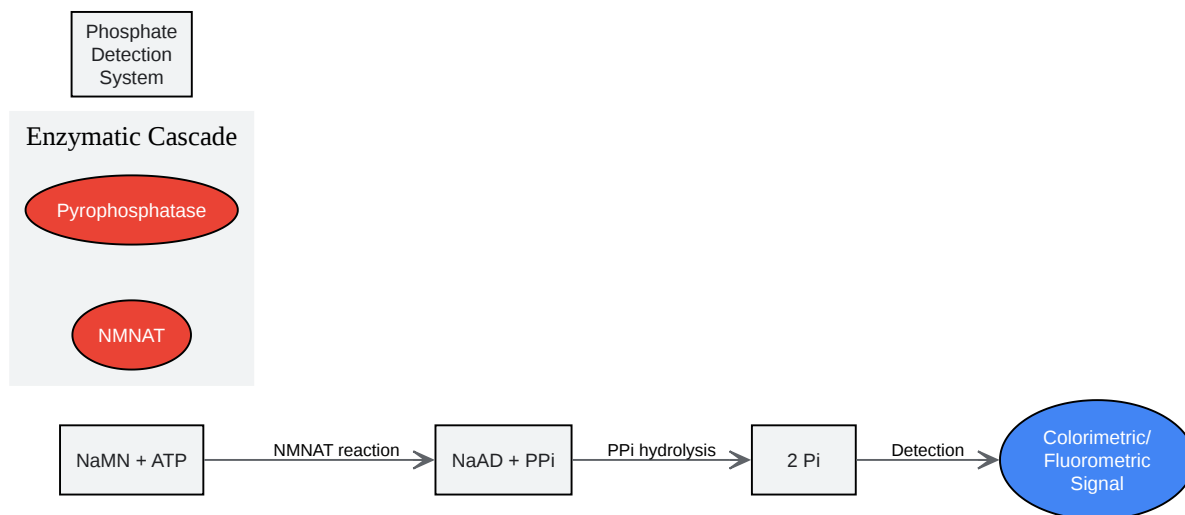 Phosphate
Detection
System
Enzymatic Cascade
Pyrophosphatase
NMNAT
NaMN + ATP
NMNAT reaction
NaAD + PPi
PPi hydrolysis
2 Pi
Detection
Colorimetric/
Fluorometric
Signal